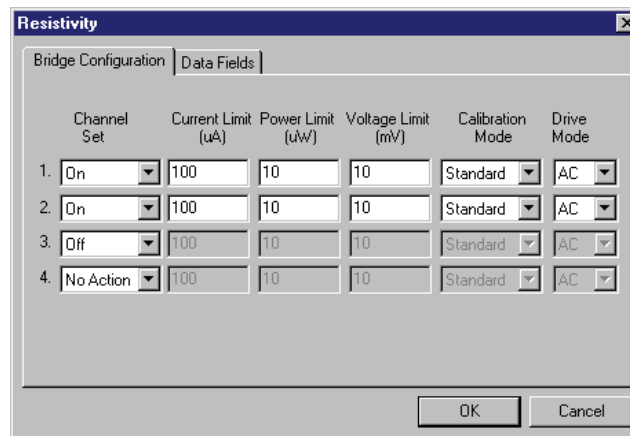 Resistivity
Bridge Configuration Data Fields
Channel Set Current Limit (uA) Power Limit (uW) Voltage Limit (mV) Calibration Mode Drive Mode
1. On 100 10 10 Standard AC
2. On 100 10 10 Standard AC
3. Off 100 10 10 Standard AC
4. No Action 100 10 10 Standard AC
OK Cancel